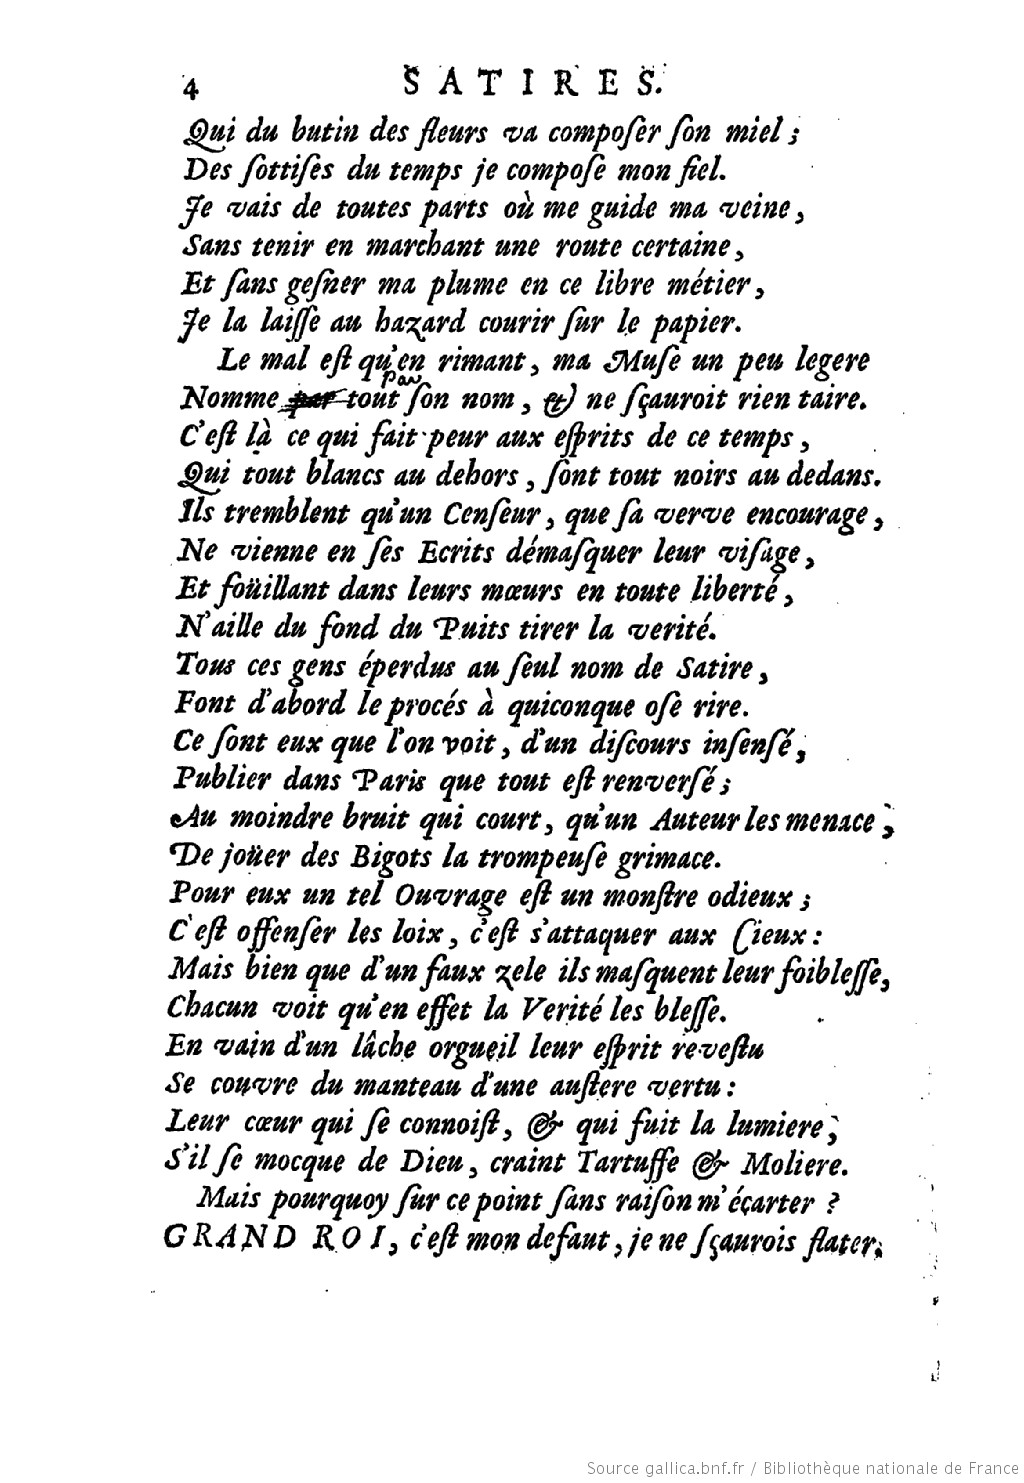 4 SATIRES.
Qui du butin des fleurs va compoſer ſon miel ;
Des ſottiſes du temps je compoſe mon fiel.
Je vais de toutes parts où me guide ma veine,
Sans tenir en marchant une route certaine,
Et ſans geſner ma plume en ce libre métier,
Je la laiſſe au hazard courir ſur le papier.
Le mal eſt qu'en rimant, ma Muſe un peu legere
par
Nomme par tout ſon nom, & ne ſçauroit rien taire.
C'eſt là ce qui fait peur aux eſprits de ce temps,
Qui tout blancs au dehors, ſont tout noirs au dedans.
Ils tremblent qu'un Cenſeur, que ſa verve encourage,
Ne vienne en ſes Ecrits démaſquer leur viſage,
Et foüillant dans leurs mœurs en toute liberté,
N'aille du fond du Puits tirer la verité.
Tous ces gens éperdus au ſeul nom de Satire,
Font d'abord le procés à quiconque oſe rire.
Ce ſont eux que l'on voit, d'un diſcours inſenſé,
Publier dans Paris que tout eſt renverſé ;
Au moindre bruit qui court, qu'un Auteur les menace,
De joüer des Bigots la trompeuſe grimace.
Pour eux un tel Ouvrage eſt un monſtre odieux ;
C'eſt offenſer les loix, c'eſt s'attaquer aux Cieux :
Mais bien que d'un faux zele ils maſquent leur foibleſſe,
Chacun voit qu'en effet la Verité les bleſſe.
En vain d'un lâche orgueil leur eſprit reveſtu
Se couvre du manteau d'une auſtere vertu :
Leur cœur qui ſe connoiſt, & qui fuit la lumiere,
S'il ſe mocque de Dieu, craint Tartuffe & Moliere.
Mais pourquoy ſur ce point ſans raiſon m'écarter ?
GRAND ROI, c'eſt mon defaut, je ne ſçaurois flater.
Source gallica.bnf.fr / Bibliothèque nationale de France